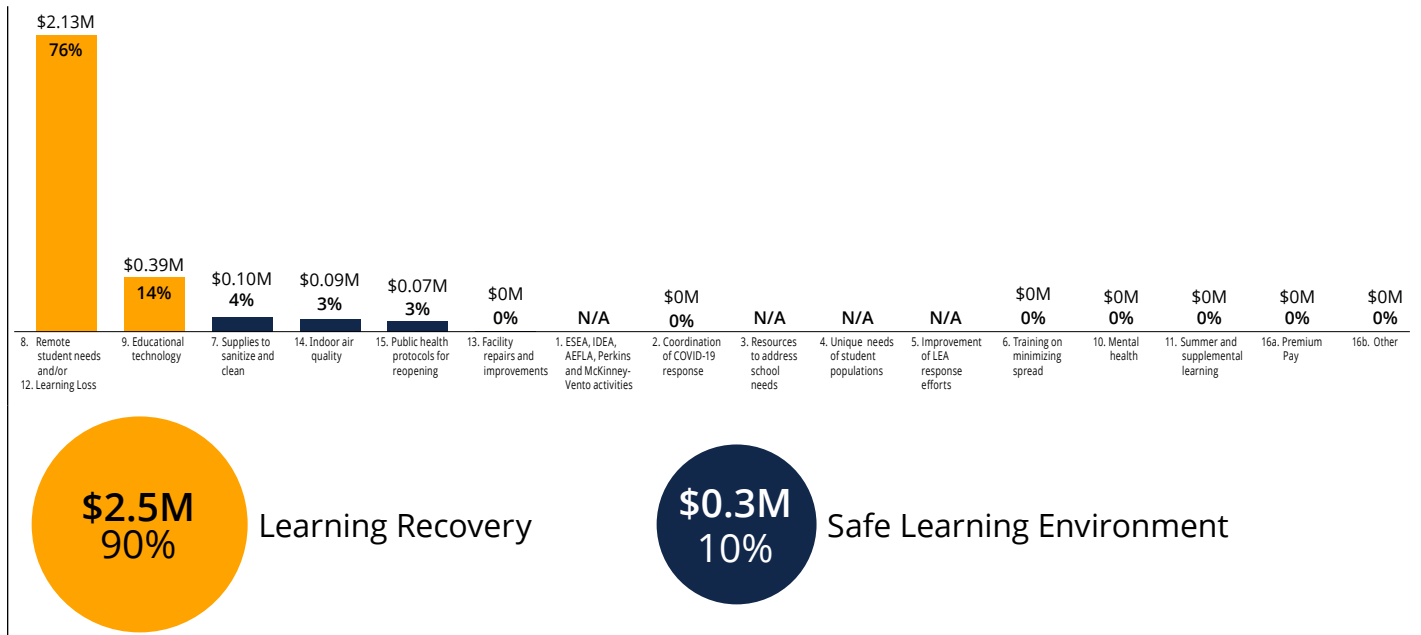 $2.13M
76%
$0.39M
14%
$0.10M
4%
$0.09M
3%
$0.07M
3%
$0M
0%
N/A
$0M
0%
N/A
N/A
N/A
$0M
0%
$0M
0%
$0M
0%
$0M
0%
$0M
0%
8. Remote
student needs
and/or
12. Learning Loss
9. Educational
technology
7. Supplies to
sanitize and
clean
14. Indoor air
quality
15. Public health
protocols for
reopening
13. Facility
repairs and
improvements
1. ESEA, IDEA,
AEFLA, Perkins
and McKinney-
Vento activities
2. Coordination
of COVID-19
response
3. Resources
to address
school
needs
4. Unique needs
of student
populations
5. Improvement
of LEA
response
efforts
6. Training on
minimizing
spread
10. Mental
health
11. Summer and
supplemental
learning
16a. Premium
Pay
16b. Other
$2.5M
90%
Learning Recovery
$0.3M
10%
Safe Learning Environment